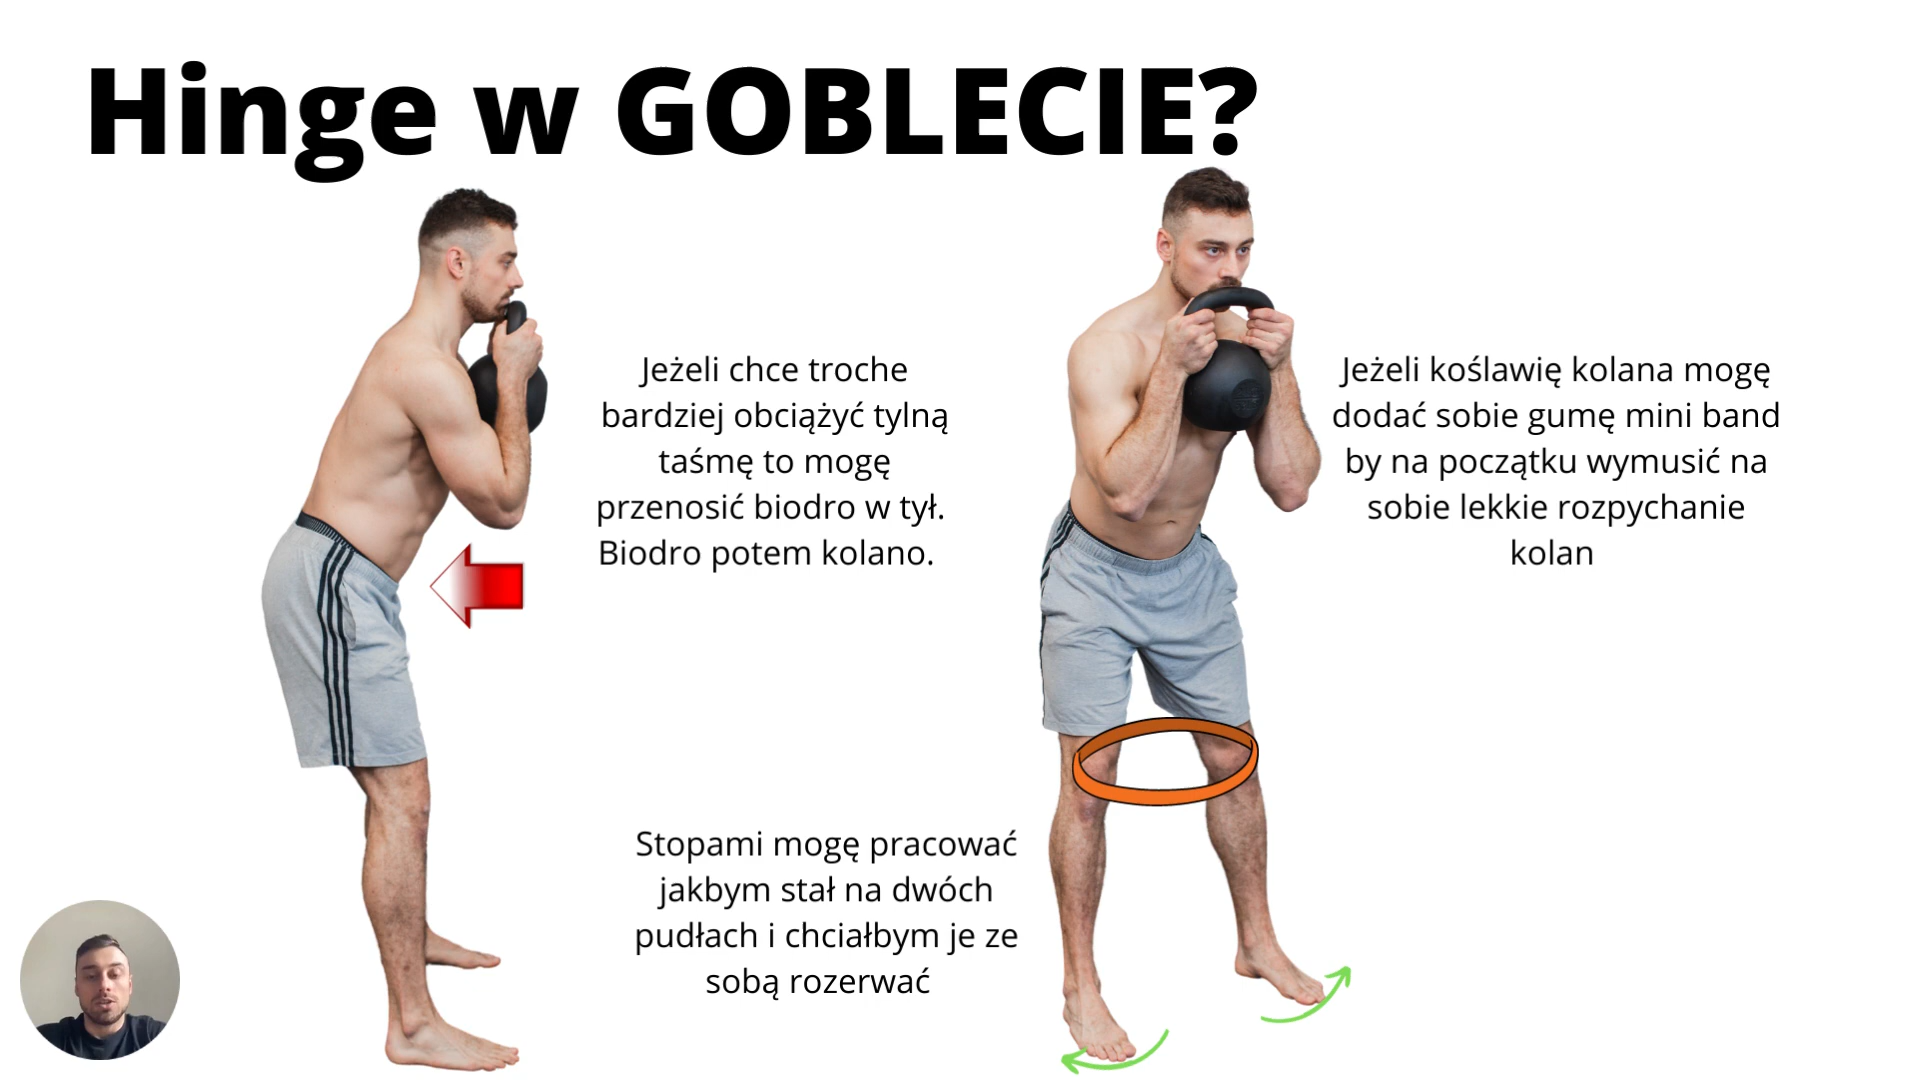 Hinge w GOBLECIE?
Jeżeli chce troche
bardziej obciążyć tylną
taśmę to mogę
przenosić biodro w tył.
Biodro potem kolano.
Jeżeli koślawię kolana mogę
dodać sobie gumę mini band
by na początku wymusić na
sobie lekkie rozpychanie
kolan
Stopami mogę pracować
jakbym stał na dwóch
pudłach i chciałbym je ze
sobą rozerwać